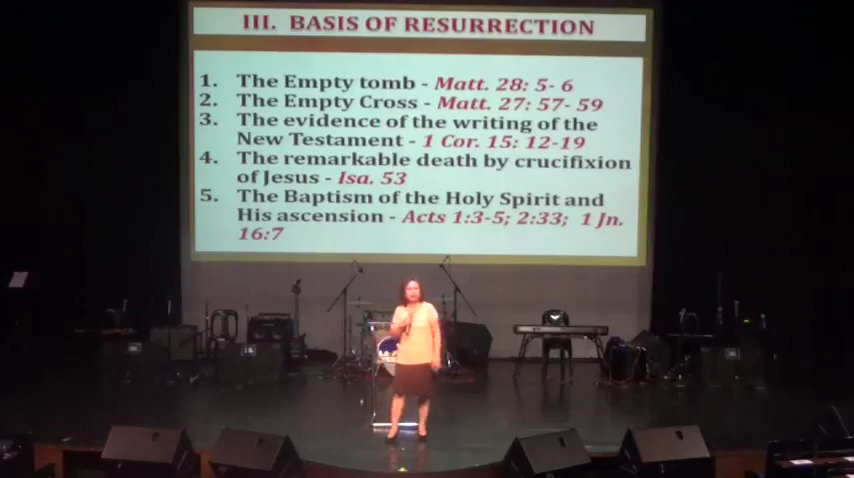 III. BASIS OF RESURRECTION
1. The Empty tomb - Matt. 28: 5- 6
2. The Empty Cross - Matt. 27: 57- 59
3. The evidence of the writing of the
New Testament - 1 Cor. 15: 12-19
4. The remarkable death by crucifixion
of Jesus - Isa. 53
5. The Baptism of the Holy Spirit and
His ascension - Acts 1:3-5; 2:33; 1 Jn.
16:7